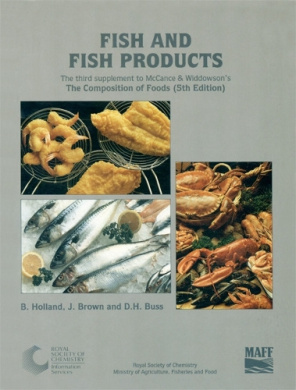 FISH AND
FISH PRODUCTS
The third supplement to McCance & Widdowson's
The Composition of Foods (5th Edition)
B. Holland, J. Brown and D.H. Buss
ROYAL
SOCIETY OF
CHEMISTRY
Information
Services
MAFF
Royal Society of Chemistry
Ministry of Agriculture, Fisheries and Food